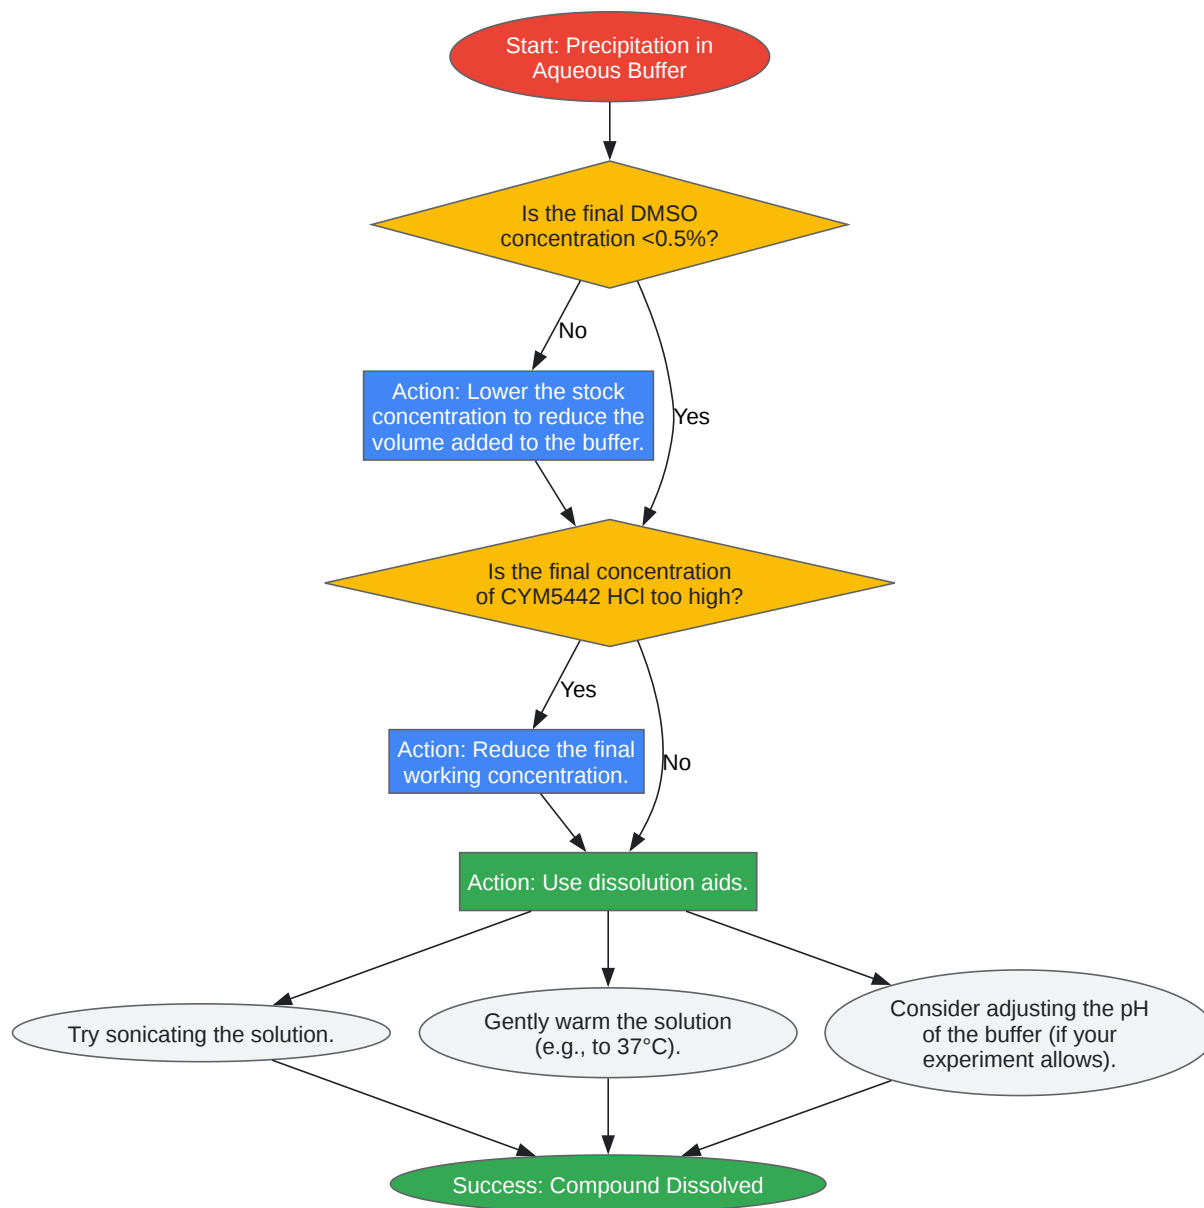 Start: Precipitation in
Aqueous Buffer
Is the final DMSO
concentration <0.5%?
No
Yes
Action: Lower the stock
concentration to reduce the
volume added to the buffer.
Is the final concentration
of CYM5442 HCl too high?
Yes
No
Action: Reduce the final
working concentration.
Action: Use dissolution aids.
Try sonicating the solution.
Gently warm the solution
(e.g., to 37°C).
Consider adjusting the pH
of the buffer (if your
experiment allows).
Success: Compound Dissolved